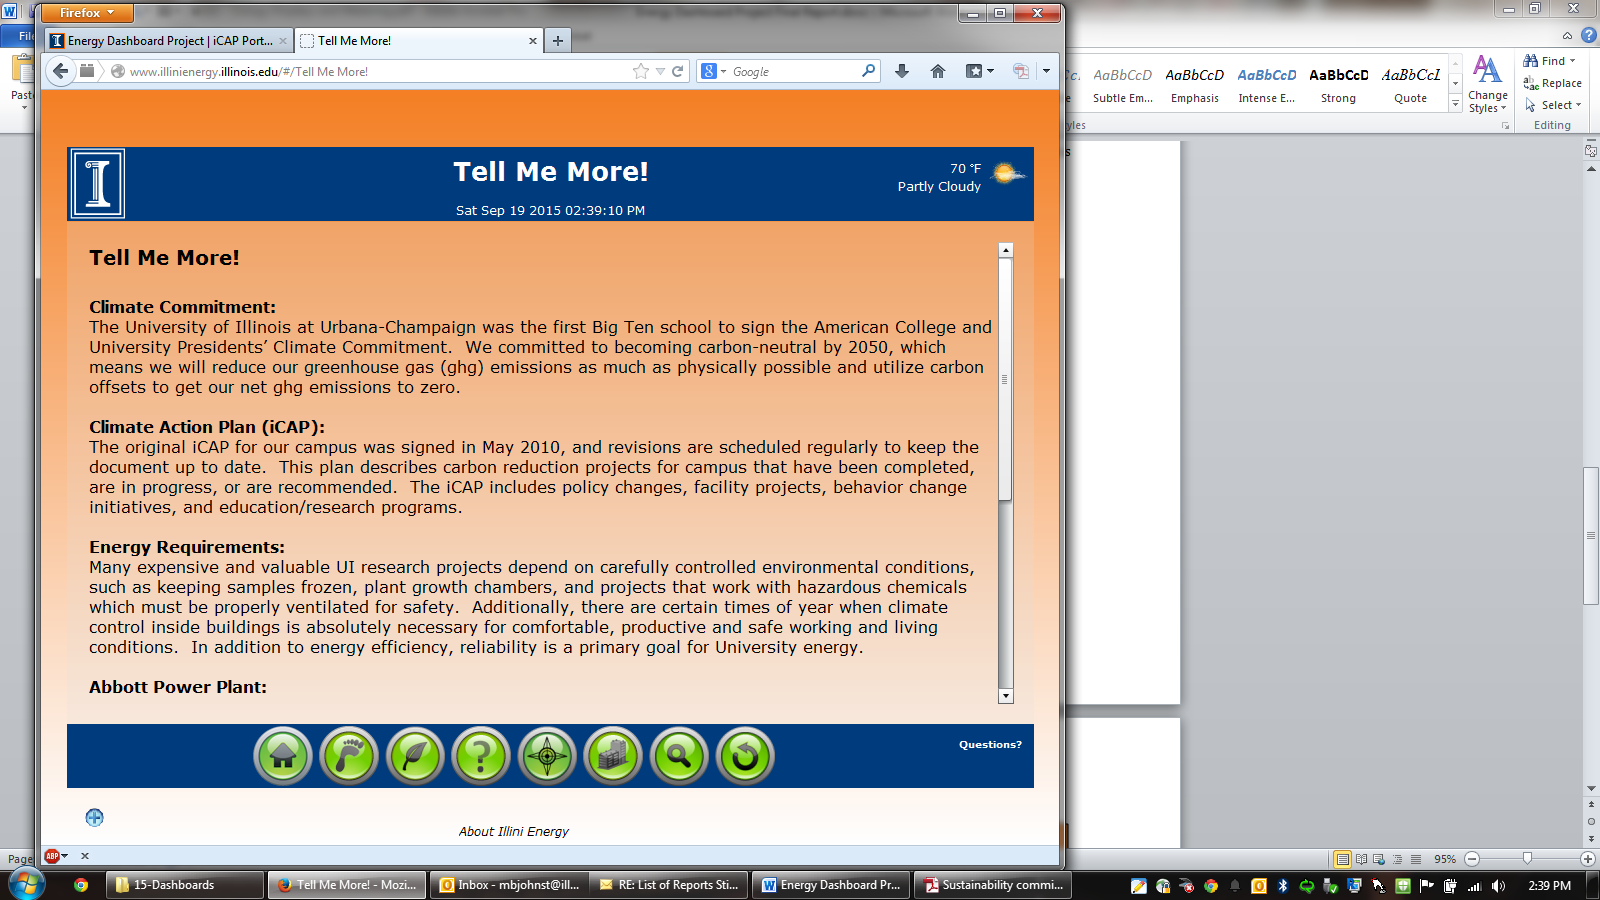 Firefox
Energy Dashboard Project | iCAP Port...
Tell Me More!
www.illinienergy.illinois.edu/#/Tell Me More!
Google
Tell Me More!
70 °F
Partly Cloudy
Sat Sep 19 2015 02:39:10 PM
Tell Me More!
Climate Commitment:
The University of Illinois at Urbana-Champaign was the first Big Ten school to sign the American College and
University Presidents’ Climate Commitment.  We committed to becoming carbon-neutral by 2050, which
means we will reduce our greenhouse gas (ghg) emissions as much as physically possible and utilize carbon
offsets to get our net ghg emissions to zero.
Climate Action Plan (iCAP):
The original iCAP for our campus was signed in May 2010, and revisions are scheduled regularly to keep the
document up to date.  This plan describes carbon reduction projects for campus that have been completed,
are in progress, or are recommended.  The iCAP includes policy changes, facility projects, behavior change
initiatives, and education/research programs.
Energy Requirements:
Many expensive and valuable UI research projects depend on carefully controlled environmental conditions,
such as keeping samples frozen, plant growth chambers, and projects that work with hazardous chemicals
which must be properly ventilated for safety.  Additionally, there are certain times of year when climate
control inside buildings is absolutely necessary for comfortable, productive and safe working and living
conditions.  In addition to energy efficiency, reliability is a primary goal for University energy.
Abbott Power Plant:
Questions?
About Illini Energy
ABP
Fil
Past
Page
AaBbCcD AaBbCcD AaBbCcD AaBbCcD AaBbCcL
Subtle Em... Emphasis Intense E... Strong Quote
Change
Styles
Find
Replace
Select
Editing
yles
s
95%
15-Dashboards
Tell Me More! - Mozi...
Inbox - mbjohnst@ill...
RE: List of Reports Sti...
Energy Dashboard Pr...
Sustainability commi...
2:39 PM